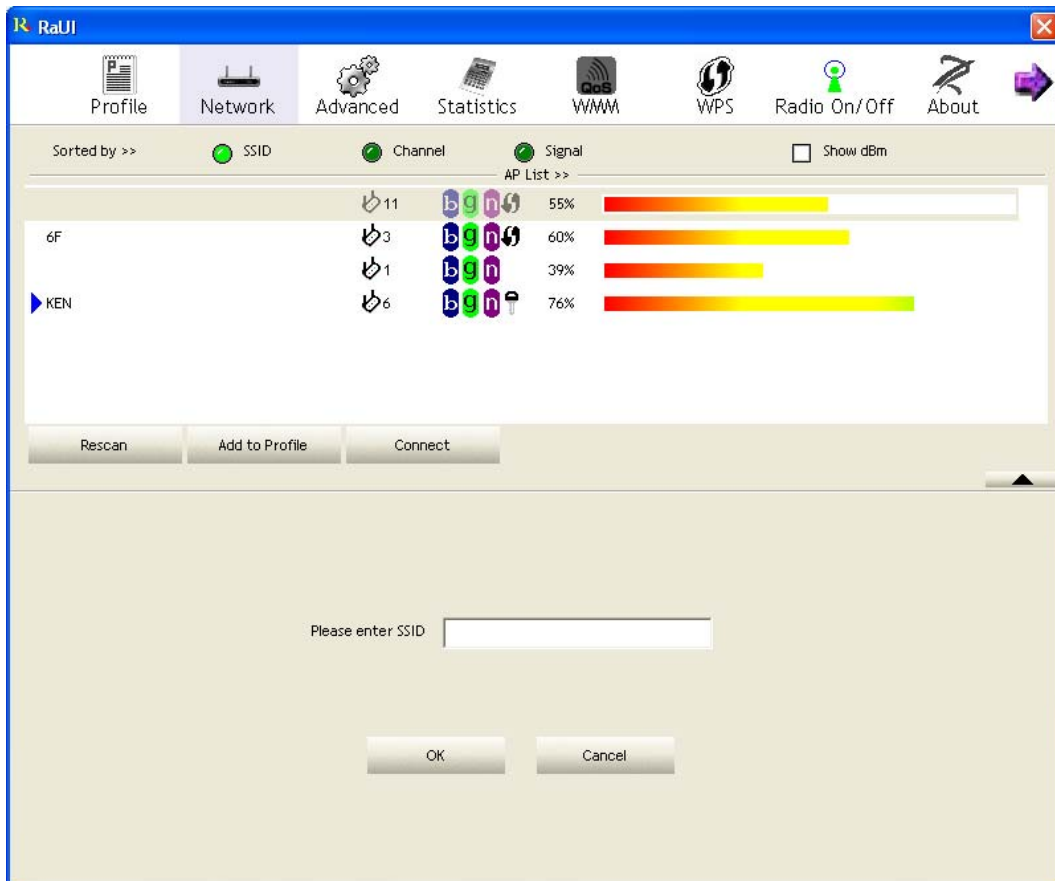 RaUI
Profile Network Advanced Statistics WMM WPS Radio On/Off About
P QoS
Sorted by >> SSID Channel Signal Show dBm
AP List >>
11 b g n 55%
6F 3 b g n 60%
1 b g n 39%
KEN 6 b g n 76%
Rescan Add to Profile Connect
Please enter SSID
OK Cancel